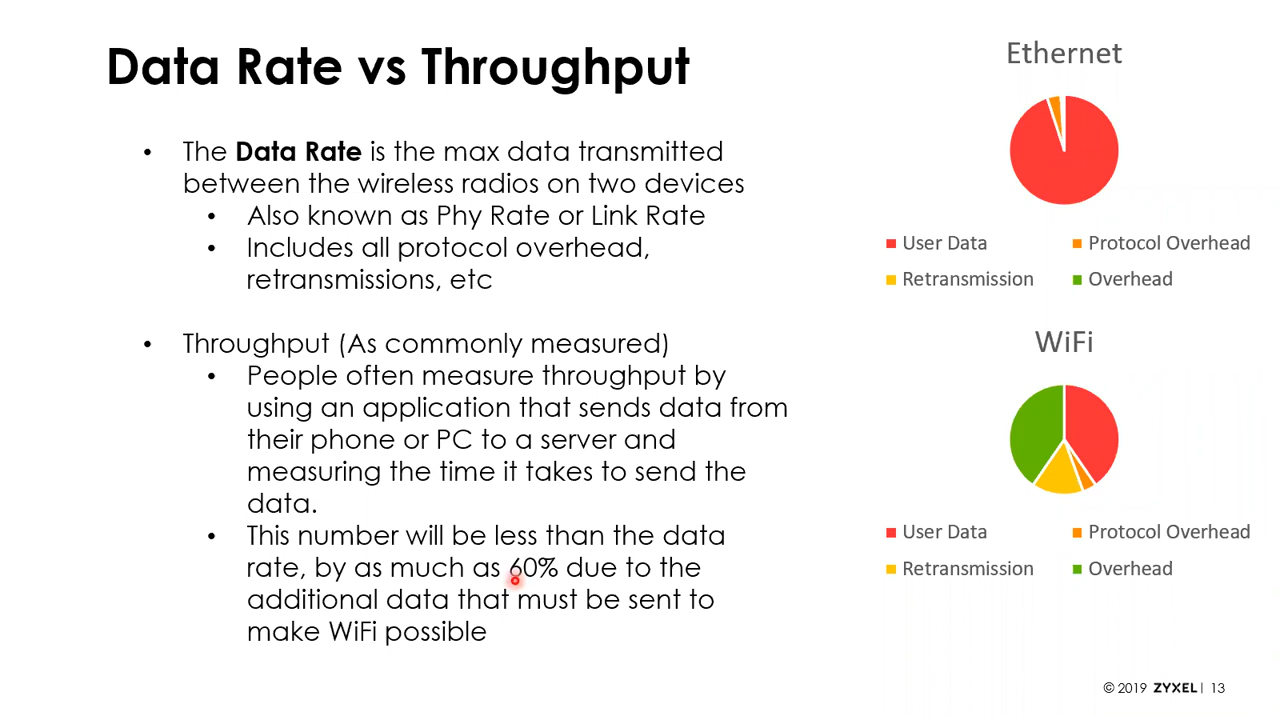 Data Rate vs Throughput
• The Data Rate is the max data transmitted
between the wireless radios on two devices
• Also known as Phy Rate or Link Rate
• Includes all protocol overhead,
retransmissions, etc
• Throughput (As commonly measured)
• People often measure throughput by
using an application that sends data from
their phone or PC to a server and
measuring the time it takes to send the
data.
• This number will be less than the data
rate, by as much as 60% due to the
additional data that must be sent to
make WiFi possible
Ethernet
User Data Protocol Overhead
Retransmission Overhead
WiFi
User Data Protocol Overhead
Retransmission Overhead
© 2019 ZYXEL | 13